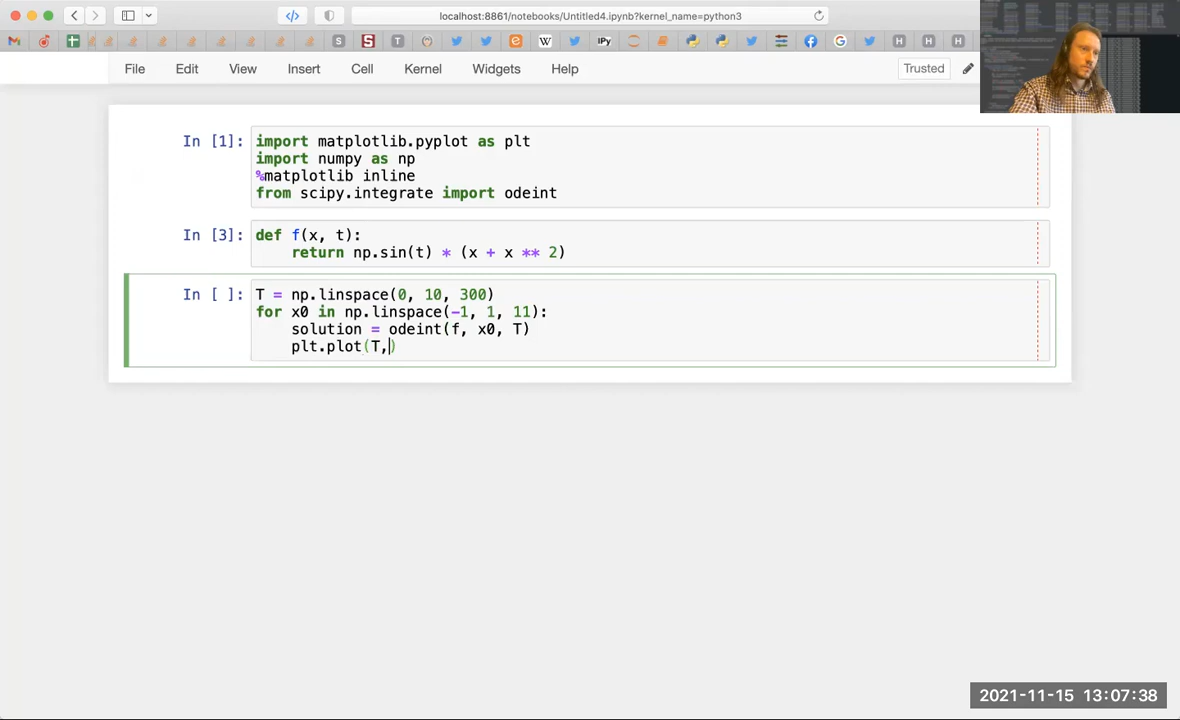 localhost:8861/notebooks/Untitled4.ipynb?kernel_name=python3
S S T e W IPy G H H H
File Edit View Insert Cell Kernel Widgets Help Trusted
In [1]: import matplotlib.pyplot as plt
import numpy as np
%matplotlib inline
from scipy.integrate import odeint
In [3]: def f(x, t):
return np.sin(t) * (x + x ** 2)
In [ ]: T = np.linspace(0, 10, 300)
for x0 in np.linspace(-1, 1, 11):
solution = odeint(f, x0, T)
plt.plot(T,)
2021-11-15 13:07:38